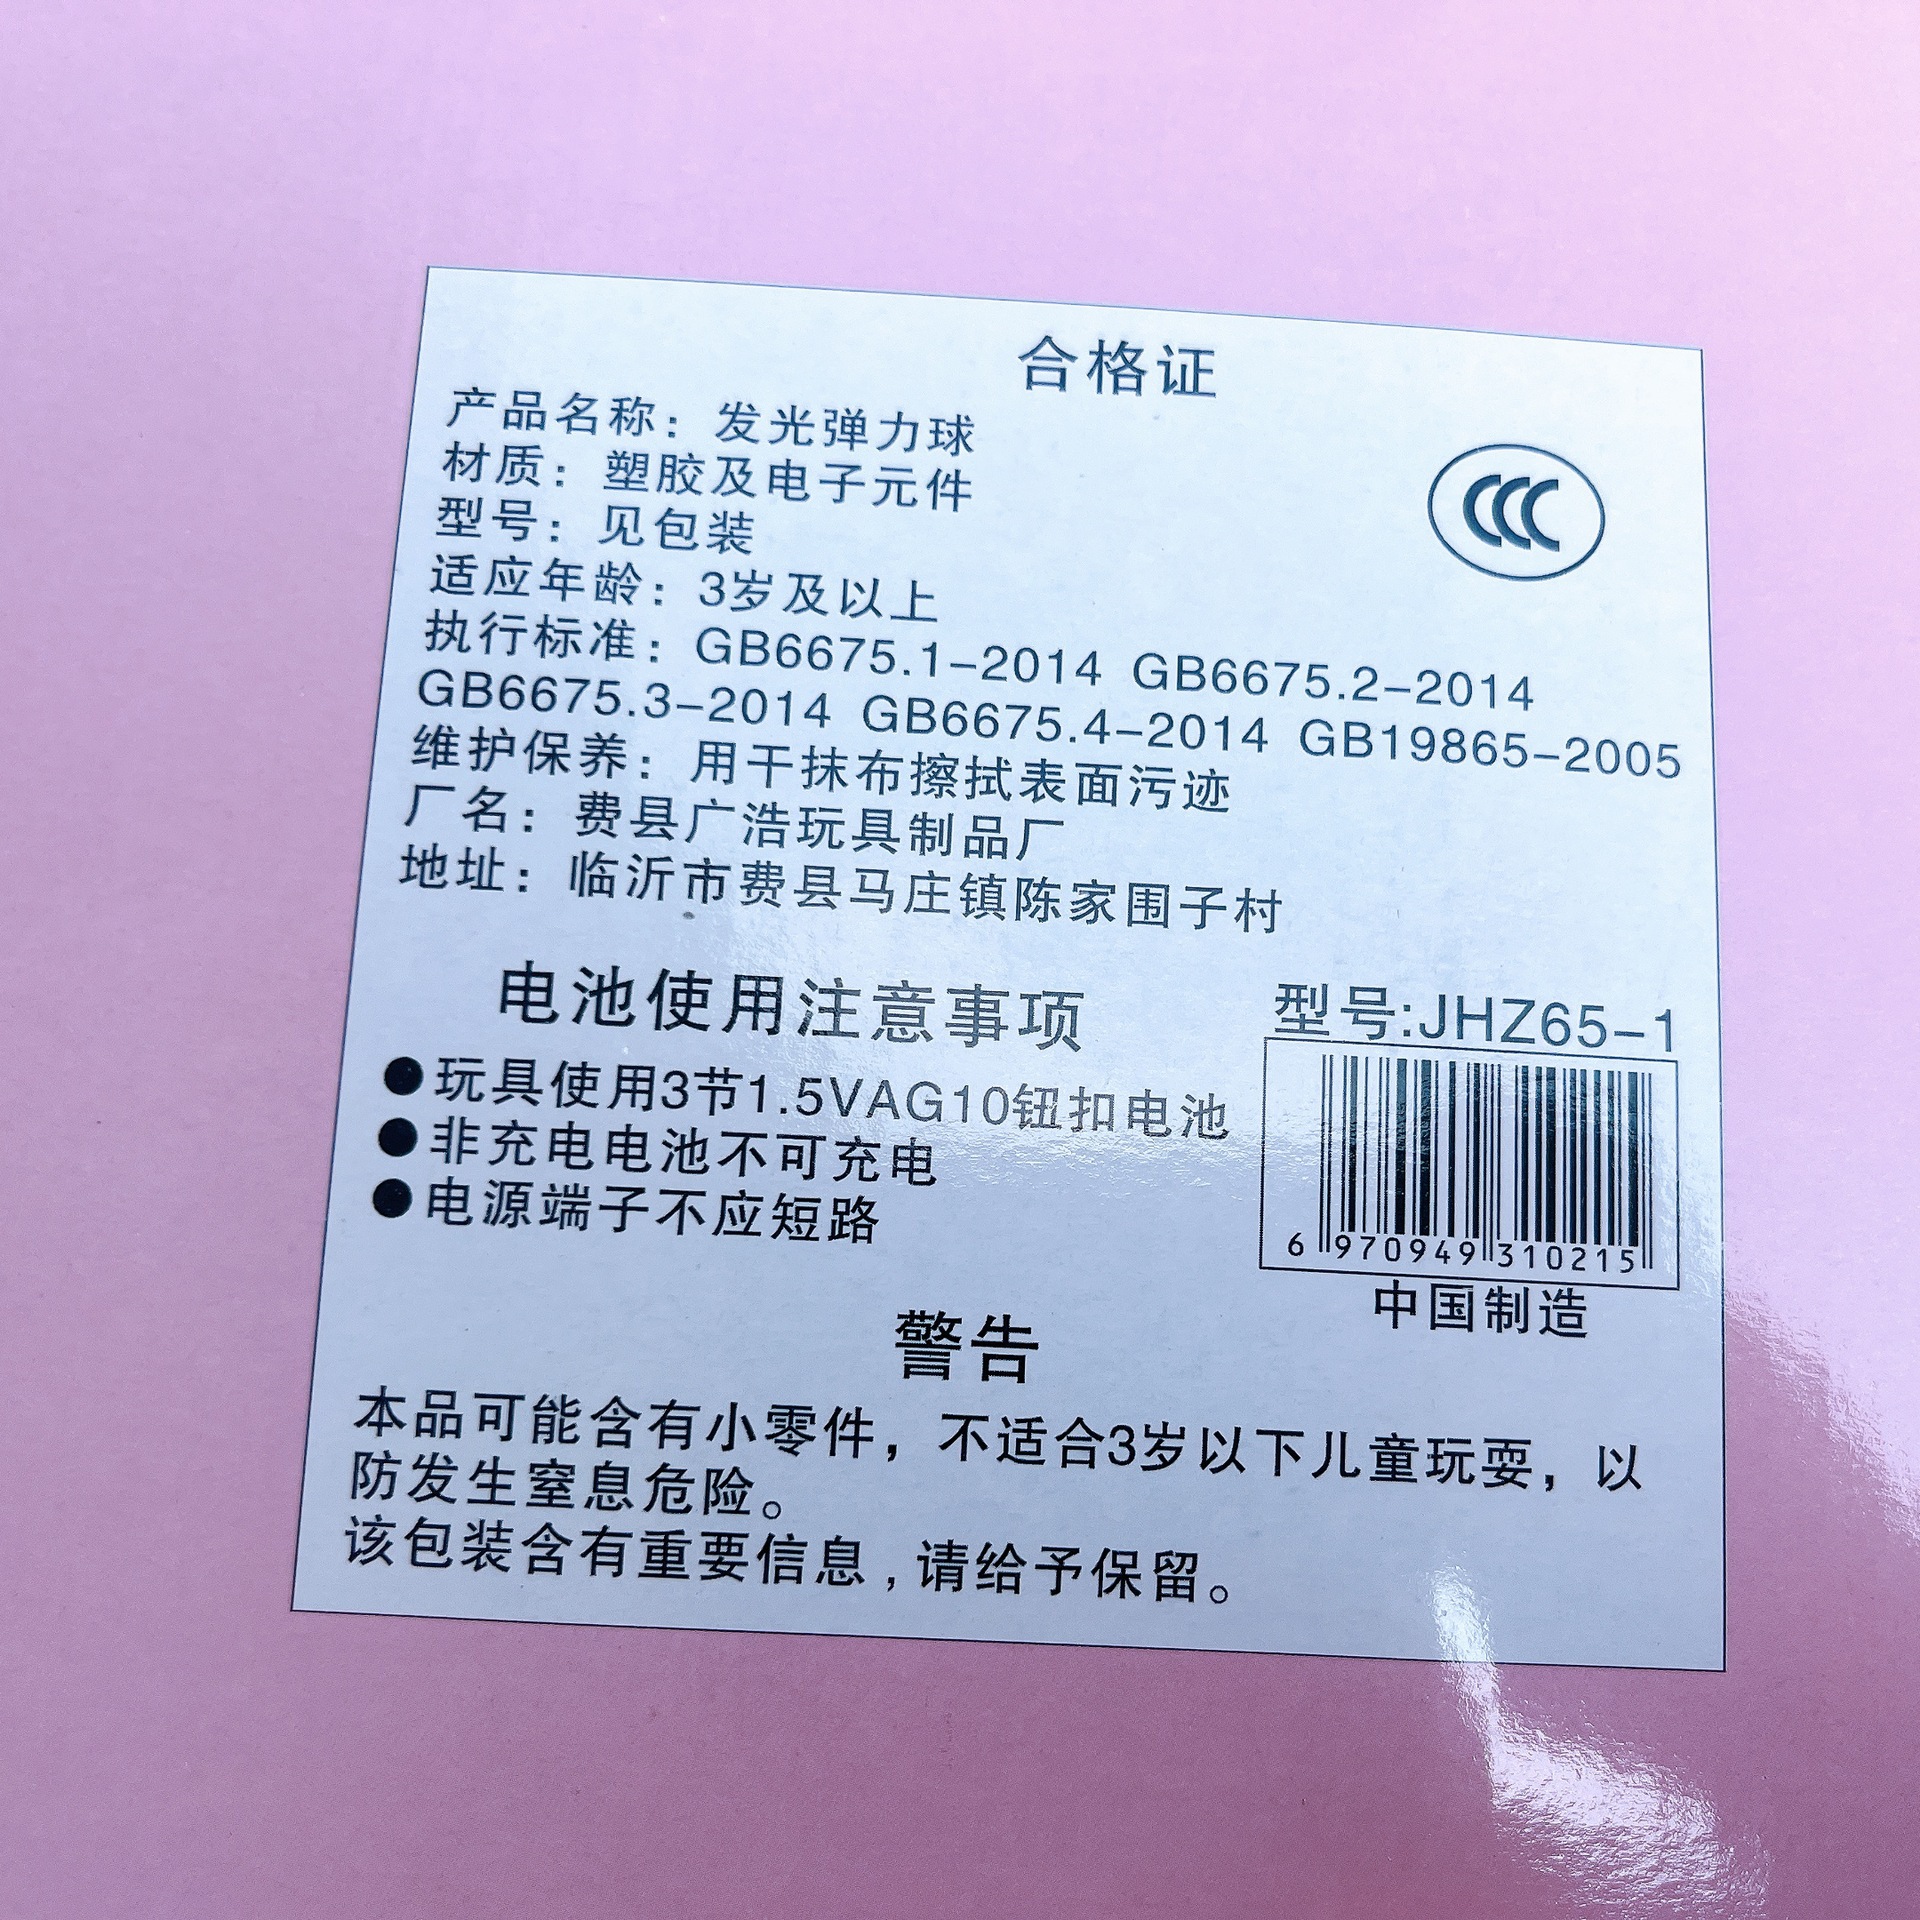 合格证
产品名称：发光弹力球
材质：塑胶及电子元件
型号：见包装
适应年龄：3岁及以上
执行标准：GB6675.1-2014 GB6675.2-2014
GB6675.3-2014 GB6675.4-2014 GB19865-2005
维护保养：用干抹布擦拭表面污迹
厂名：费县广浩玩具制品厂
地址：临沂市费县马庄镇陈家围子村
CCC
电池使用注意事项
●玩具使用3节1.5VAG10钮扣电池
●非充电电池不可充电
●电源端子不应短路
型号:JHZ65-1
6 970949 310215
中国制造
警告
本品可能含有小零件，不适合3岁以下儿童玩耍，以
防发生窒息危险。
该包装含有重要信息,请给予保留。